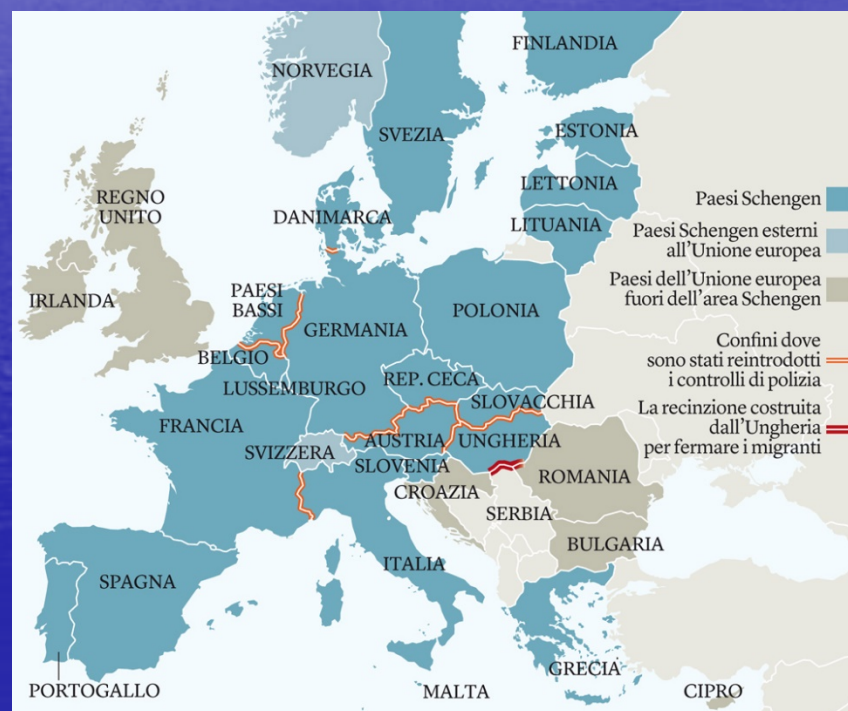 FINLANDIA
NORVEGIA
SVEZIA
ESTONIA
LETTONIA
LITUANIA
REGNO
UNITO
DANIMARCA
IRLANDA
PAESI
BASSI
GERMANIA
POLONIA
BELGIO
LUSSEMBURGO
REP. CECA
SLOVACCHIA
FRANCIA
SVIZZERA
AUSTRIA
UNGHERIA
SLOVENIA
CROAZIA
ROMANIA
SERBIA
BULGARIA
ITALIA
SPAGNA
PORTOGALLO
MALTA
GRECIA
CIPRO
Paesi Schengen
Paesi Schengen esterni
all'Unione europea
Paesi dell'Unione europea
fuori dell'area Schengen
Confini dove
sono stati reintrodotti
i controlli di polizia
La recinzione costruita
dall'Ungheria
per fermare i migranti